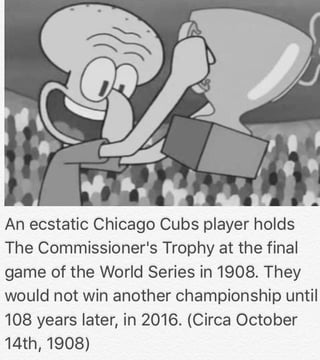 An ecstatic Chicago Cubs player holds
The Commissioner's Trophy at the final
game of the World Series in 1908. They
would not win another championship until
108 years later, in 2016. (Circa October
14th, 1908)